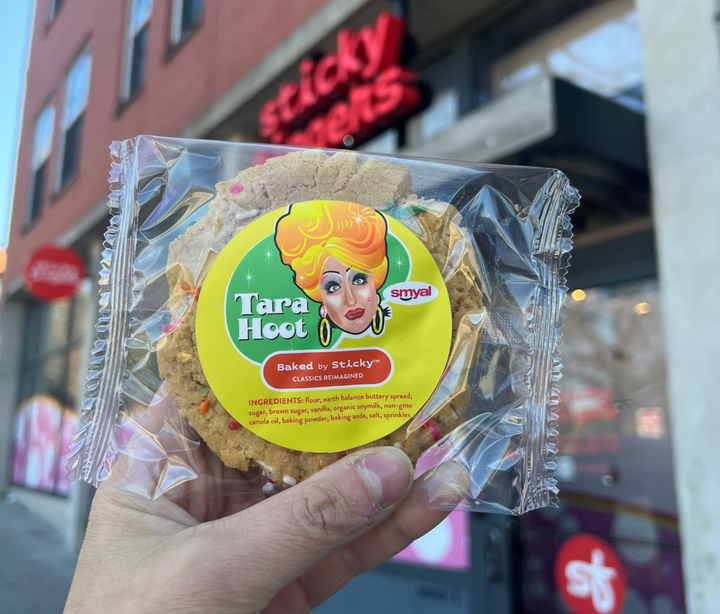 sticky
fingers
Tara
Hoot
smyal
Baked by Sticky™
CLASSICS REIMAGINED
INGREDIENTS: flour, earth balance buttery spread,
sugar, brown sugar, vanilla, organic soymilk, non-gmo
canola oil, baking powder, baking soda, salt, sprinkles
sf